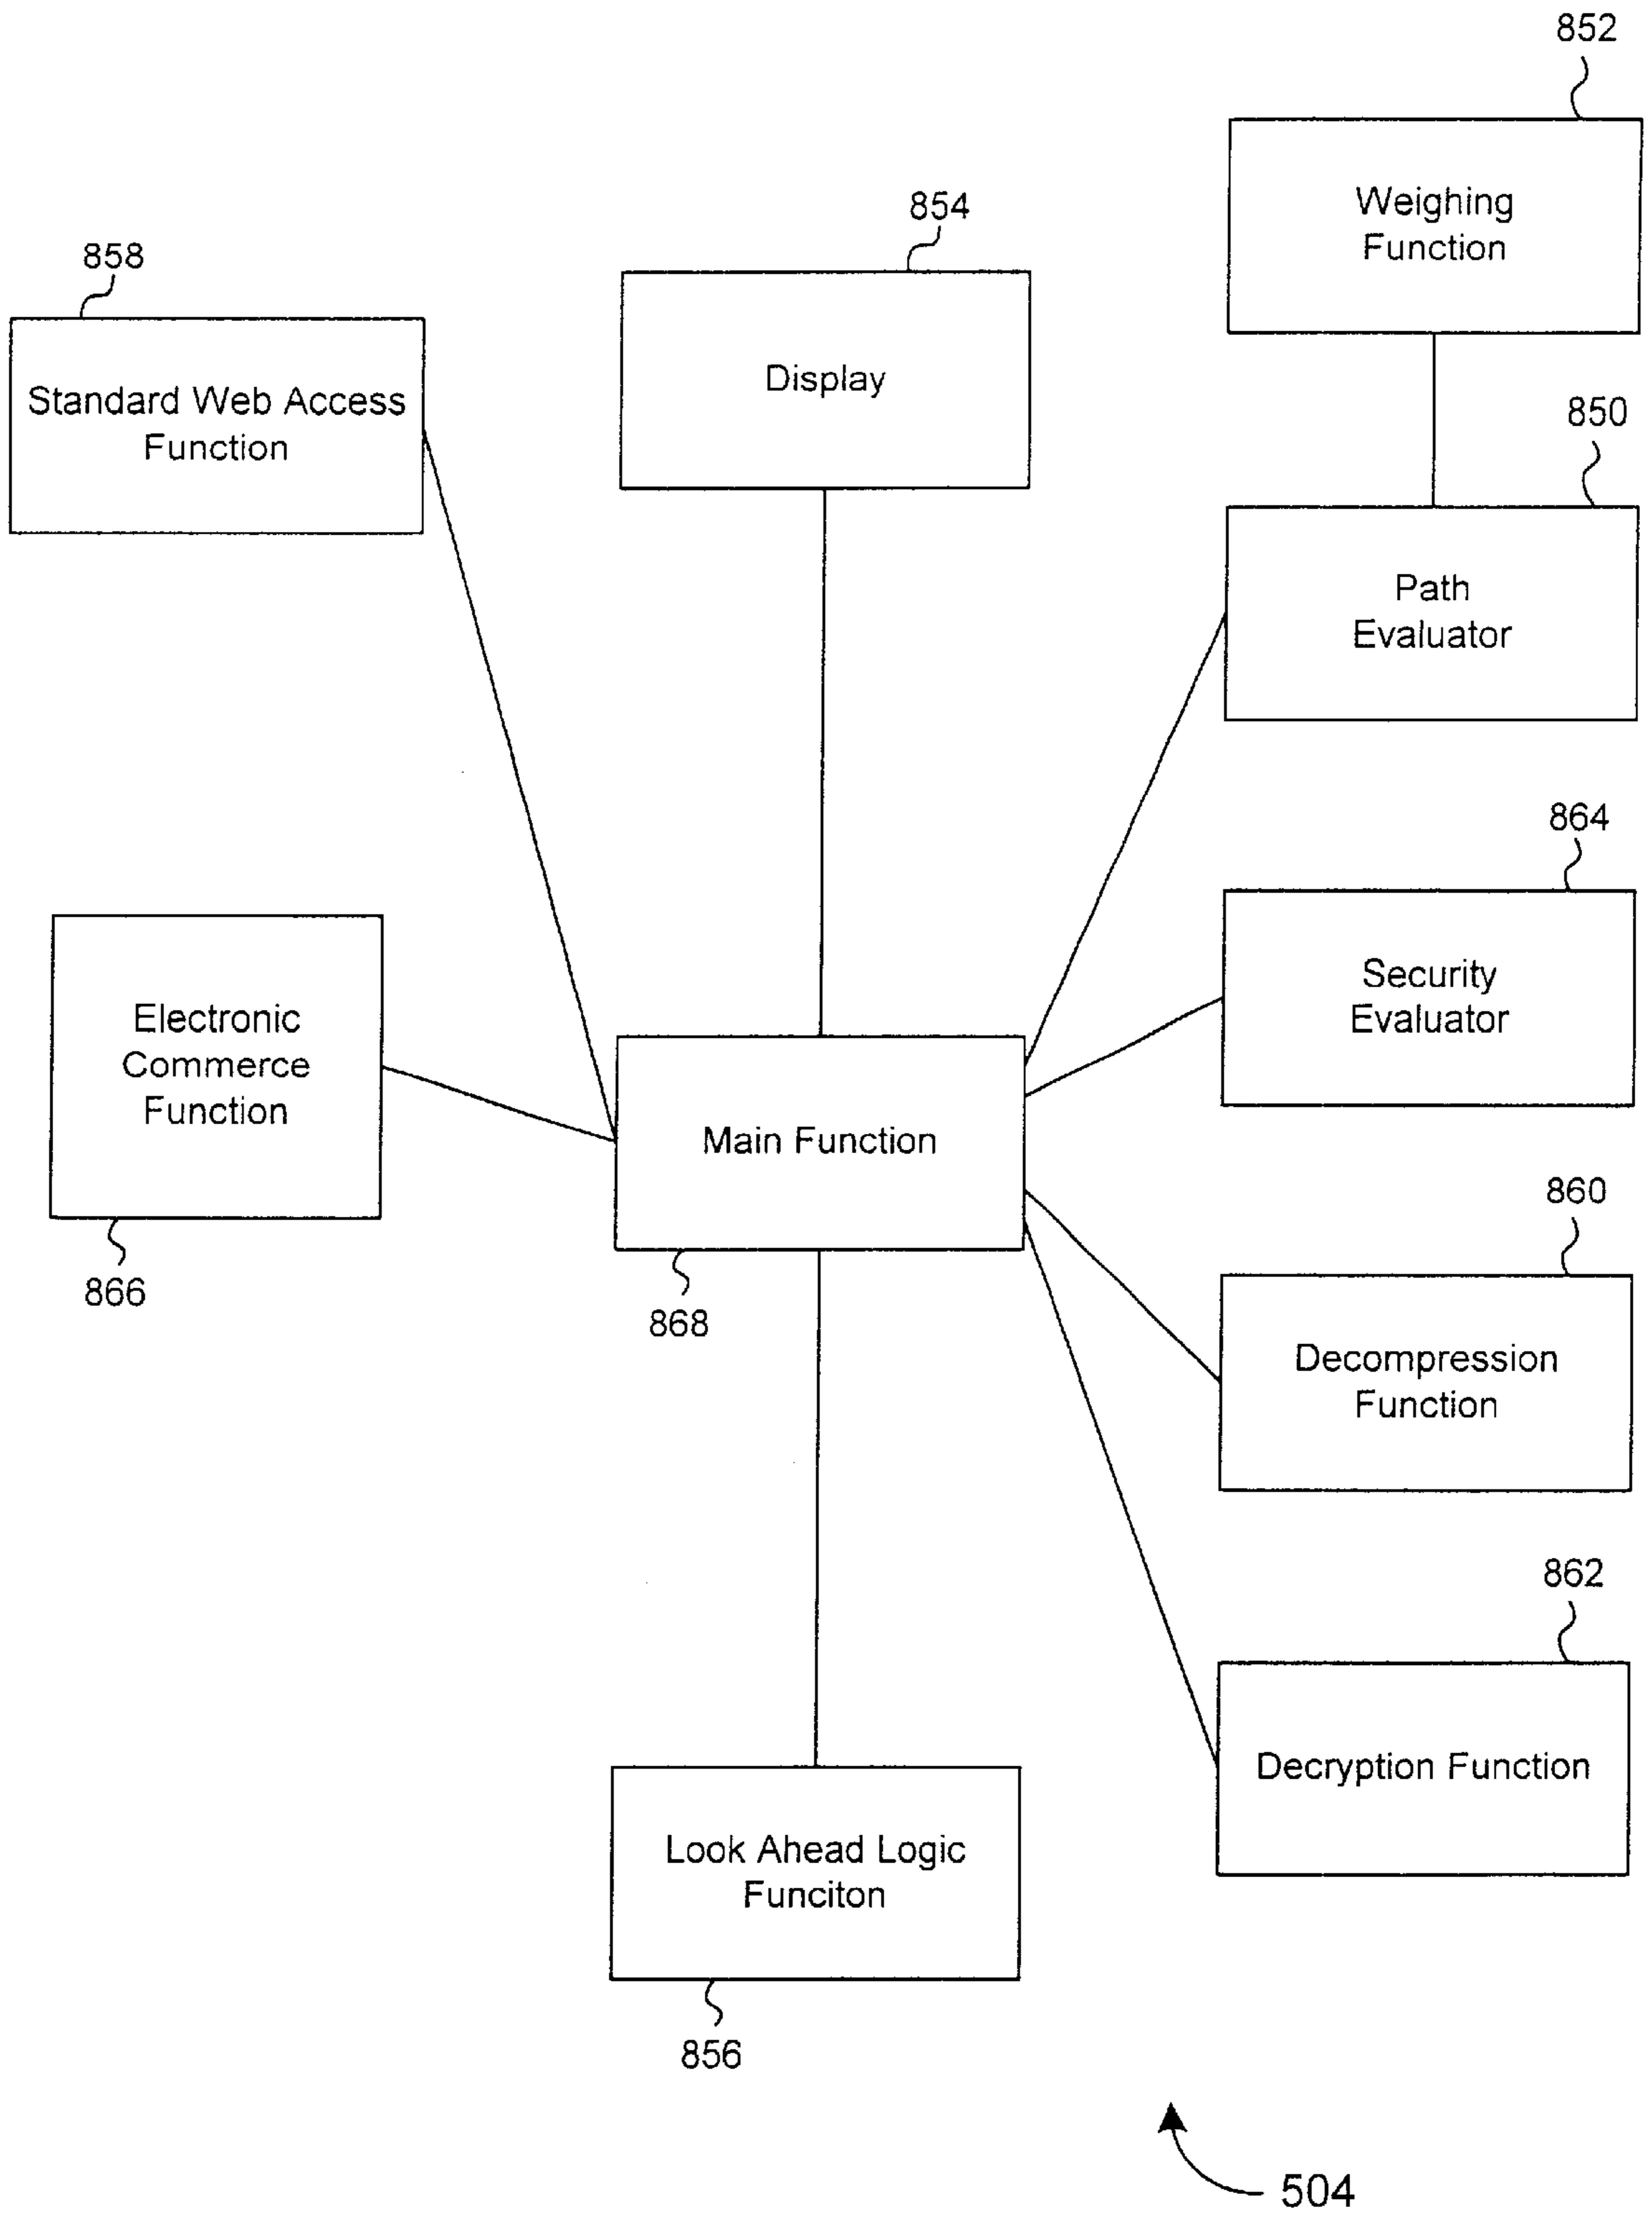 852
Weighing
Function
854
Display
858
Standard Web Access
Function
850
Path
Evaluator
864
Security
Evaluator
Electronic
Commerce
Function
866
Main Function
868
860
Decompression
Function
862
Decryption Function
Look Ahead Logic
Funciton
856
504